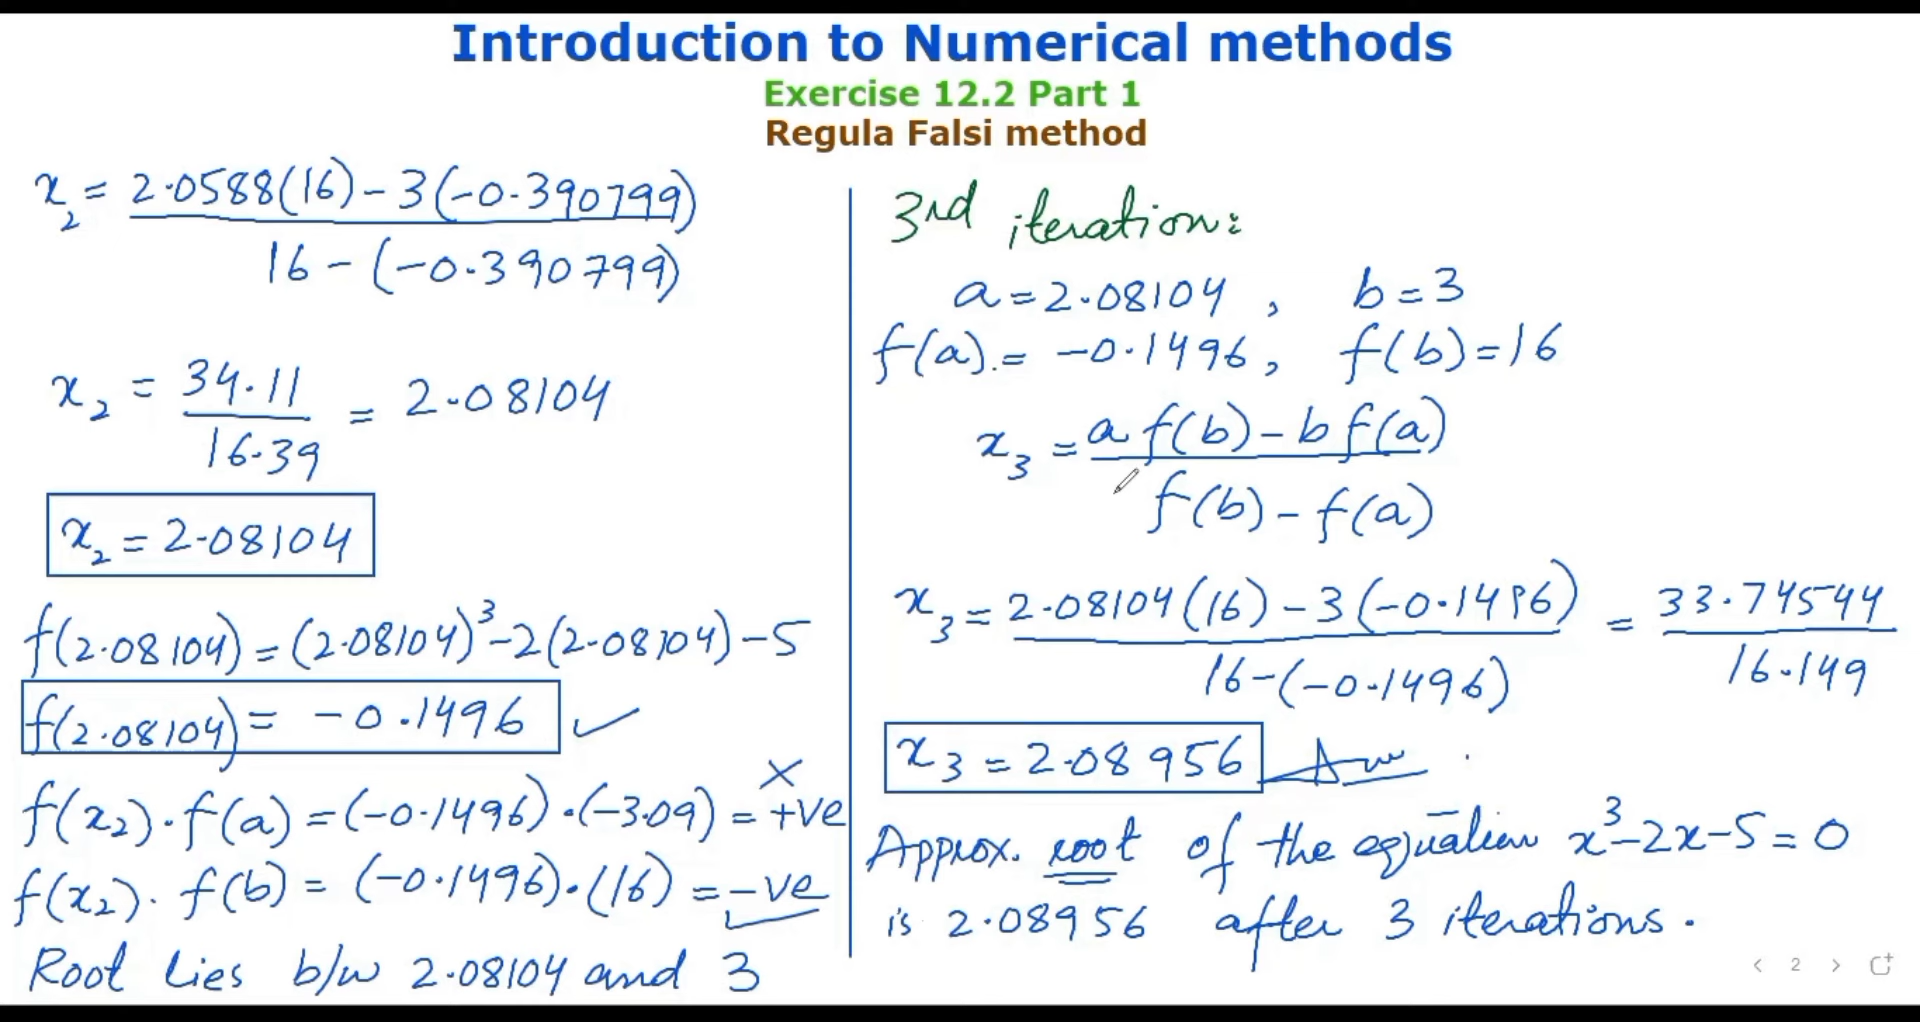 Introduction to Numerical methods
Exercise 12.2 Part 1
Regula Falsi method
x₂ = 2.0588(16) - 3(-0.390799)
16 - (-0.390799)
x₂ = 34.11 / 16.39 = 2.08104
x₂ = 2.08104
f(2.08104) = (2.08104)³ - 2(2.08104) - 5
f(2.08104) = -0.1496 ✓
f(x₂).f(a) = (-0.1496).(-3.09) = +ve ×
f(x₂).f(b) = (-0.1496).(16) = -ve
Root lies b/w 2.08104 and 3
3rd iteration:
a = 2.08104, b = 3
f(a) = -0.1496, f(b) = 16
x₃ = a f(b) - b f(a)
f(b) - f(a)
x₃ = 2.08104(16) - 3(-0.1496) = 33.74544
16 - (-0.1496) 16.149
x₃ = 2.08956 Ans.
Approx. root of the equation x³-2x-5=0
is 2.08956 after 3 iterations.
< 2 >